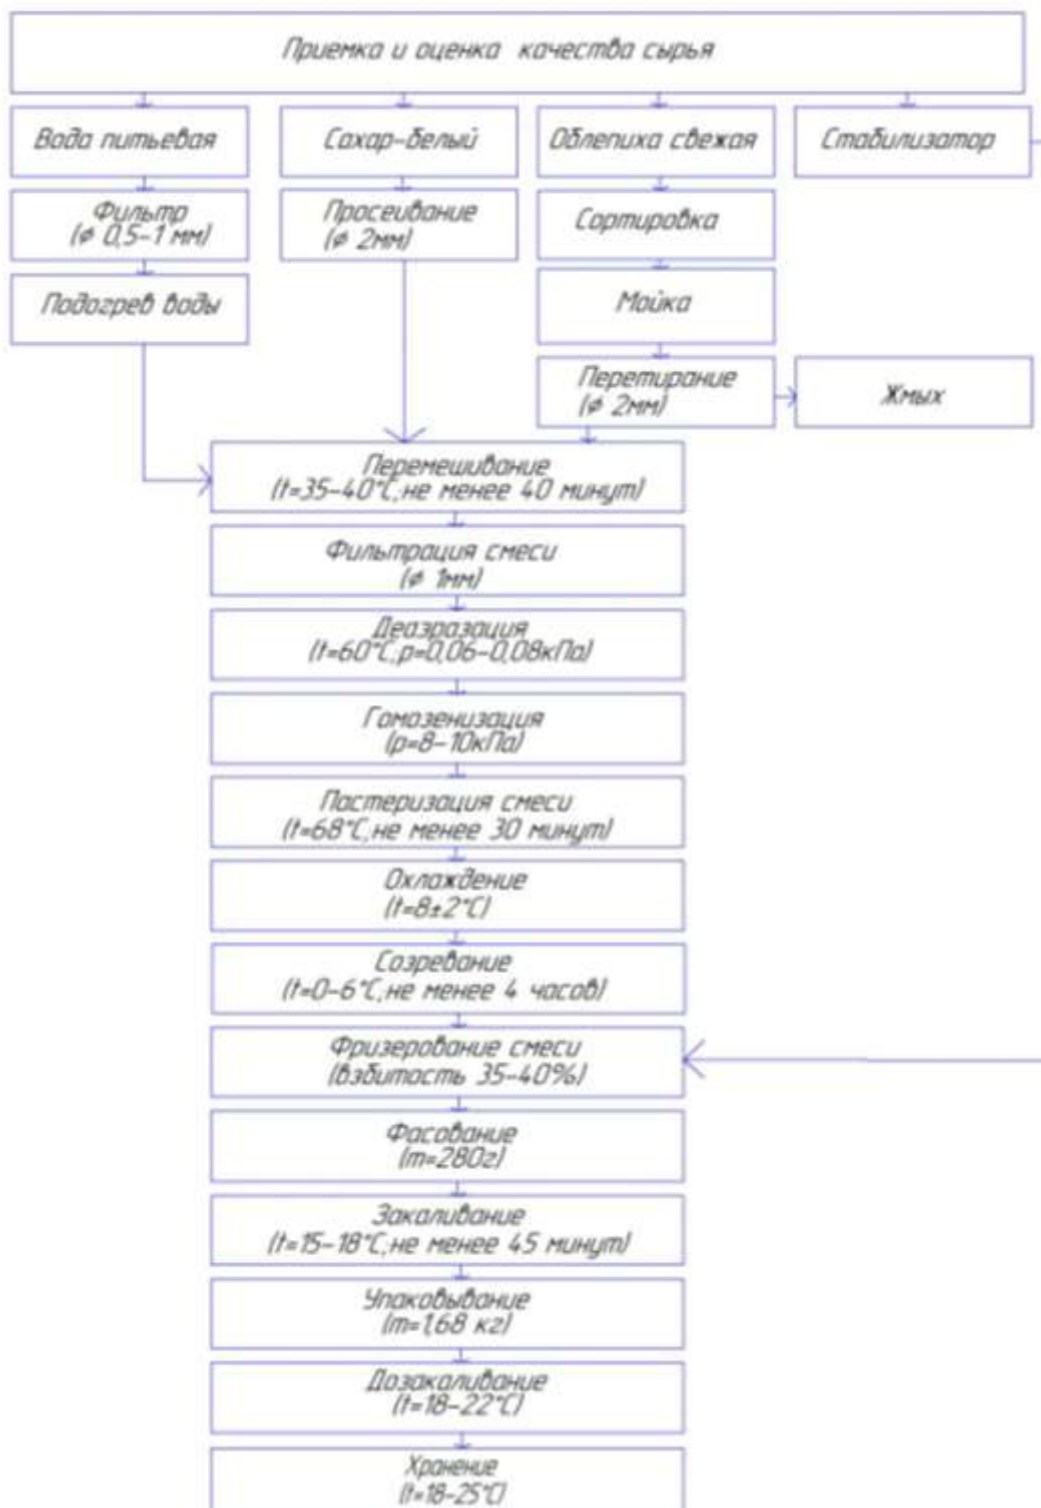 Приемка и оценка качества сырья
Вода питьевая
Сахар-белый
Облепиха свежая
Стабилизатор
Фильтр
(ø 0,5-1 мм)
Просеивание
(ø 2мм)
Сортировка
Подогрев воды
Мойка
Перетирание
(ø 2мм)
Жмых
Перемешивание
(t=35-40°C,не менее 40 минут)
Фильтрация смеси
(ø 1мм)
Деазразация
(t=60°C,р=0,06-0,08кПа)
Гомозенизация
(р=8-10кПа)
Пастеризация смеси
(t=68°C,не менее 30 минут)
Охлаждение
(t=8±2°C)
Созревание
(t=0-6°C,не менее 4 часов)
Фризерование смеси
(взбитость 35-40%)
Фасование
(m=280г)
Закаливание
(t=15-18°C,не менее 45 минут)
Упаковывание
(m=1,68 кг)
Дозакаливание
(t=18-22°C)
Хранение
(t=18-25°C)